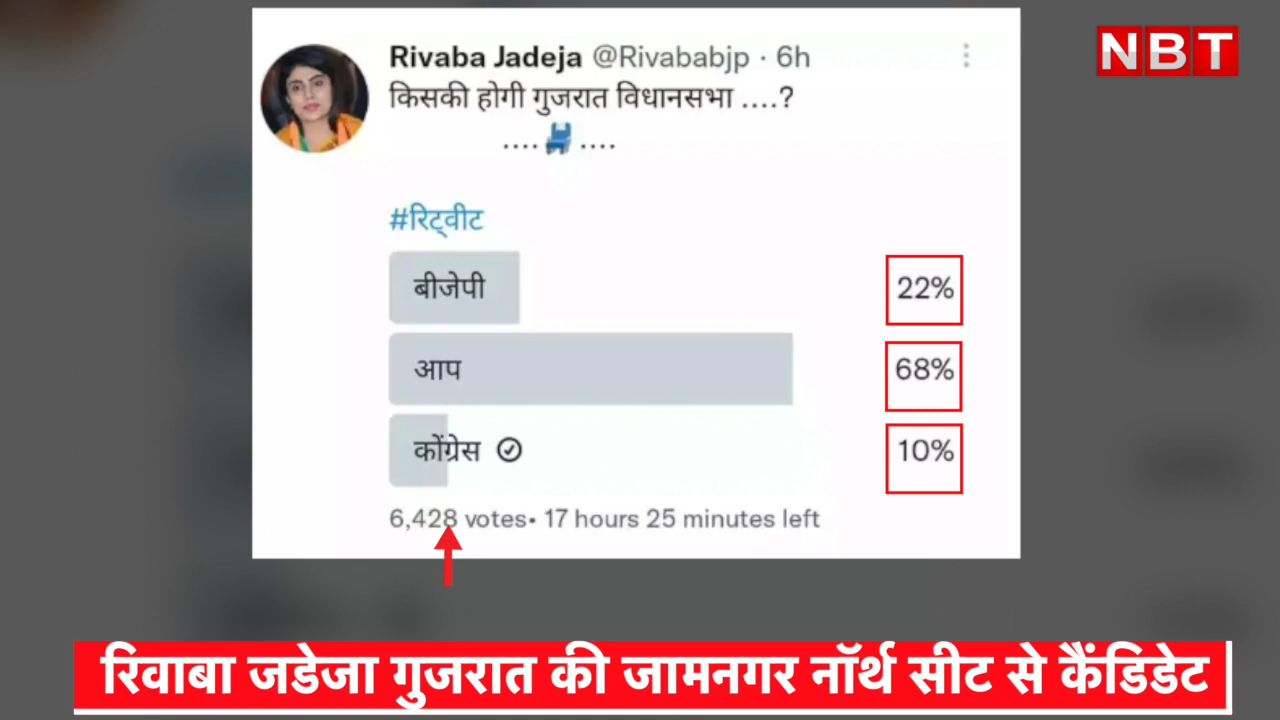 NBT
Rivaba Jadeja @Rivababjp · 6h
किसकी होगी गुजरात विधानसभा ....?
.... ....
#रिट्वीट
बीजेपी 22%
आप 68%
कोंग्रेस 10%
6,428 votes• 17 hours 25 minutes left
रिवाबा जडेजा गुजरात की जामनगर नॉर्थ सीट से कैंडिडेट